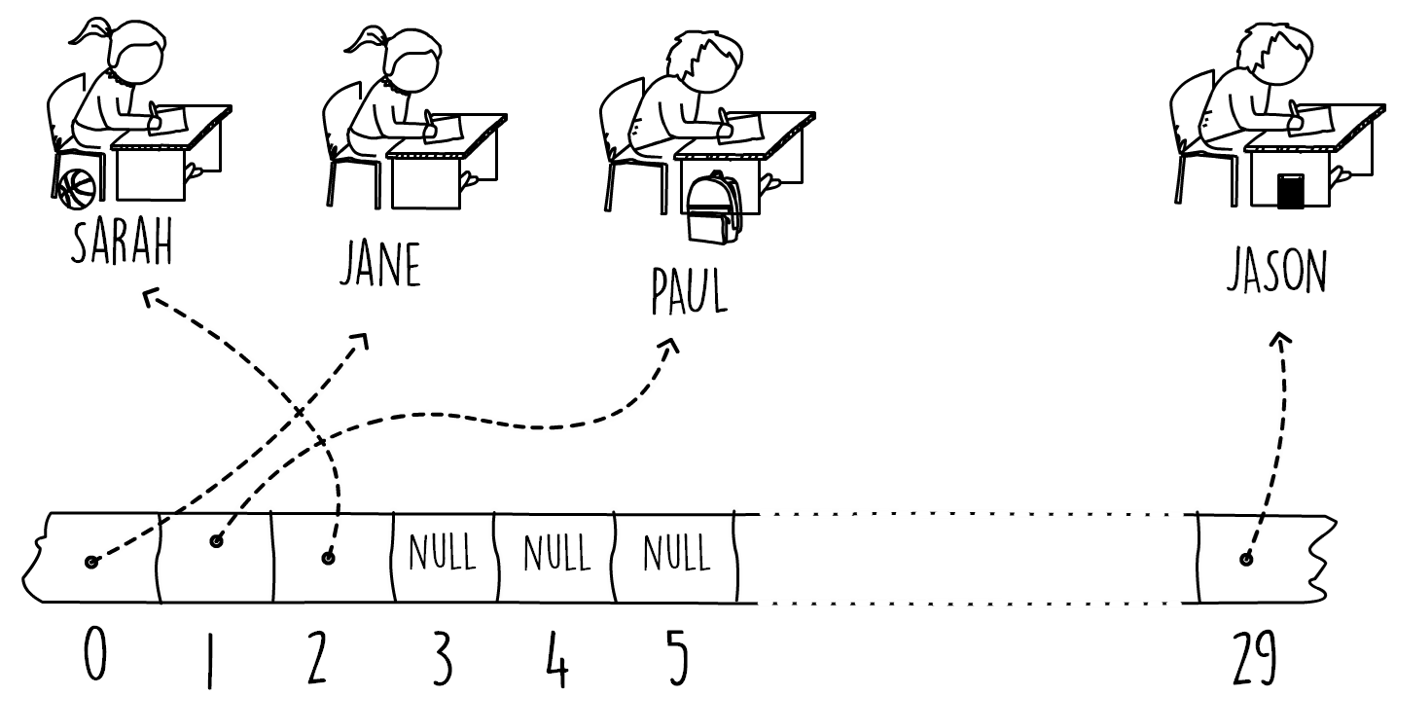 SARAH
JANE
PAUL
JASON
NULL NULL NULL
0 1 2 3 4 5 29